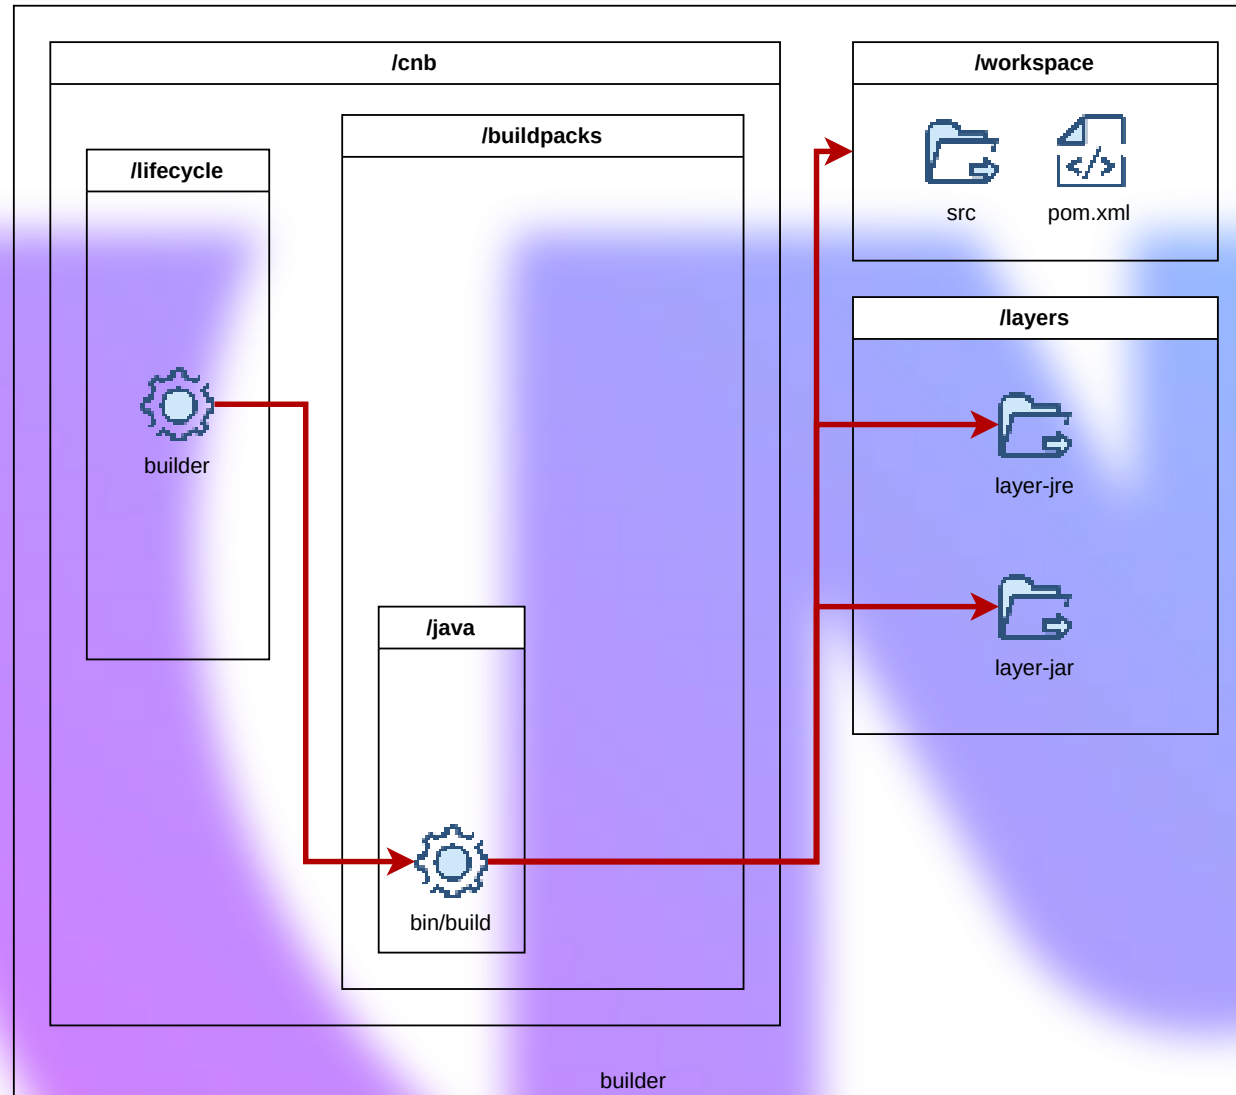 /cnb
/workspace
/buildpacks
/lifecycle
src
pom.xml
/layers
builder
layer-jre
/java
layer-jar
bin/build
builder